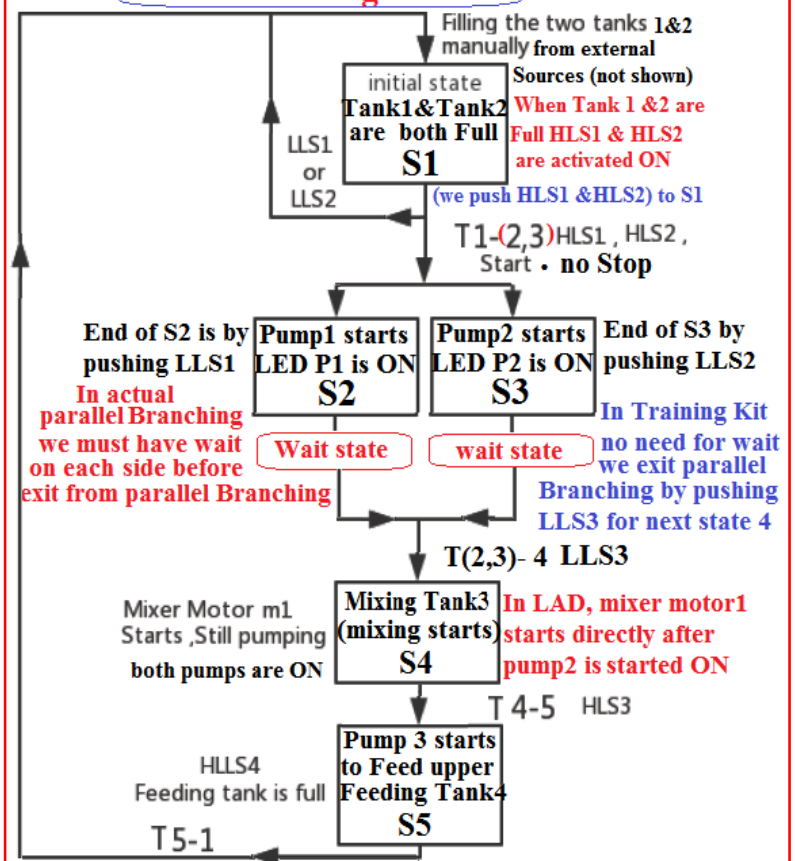 Filling the two tanks 1&2
manually from external
Sources (not shown)
initial state
Tank1&Tank2
are both Full
S1
When Tank 1 &2 are
Full HLS1 & HLS2
are activated ON
LLS1
or
LLS2
(we push HLS1 &HLS2) to S1
T1-(2,3) HLS1 , HLS2 ,
Start . no Stop
End of S2 is by
pushing LLS1
Pump1 starts
LED P1 is ON
S2
Pump2 starts
LED P2 is ON
S3
End of S3 by
pushing LLS2
In actual
parallel Branching
we must have wait
on each side before
exit from parallel Branching
Wait state
wait state
In Training Kit
no need for wait
we exit parallel
Branching by pushing
LLS3 for next state 4
T(2,3)- 4 LLS3
Mixer Motor m1
Starts ,Still pumping
both pumps are ON
Mixing Tank3
(mixing starts)
S4
In LAD, mixer motor1
starts directly after
pump2 is started ON
T 4-5 HLS3
HLLS4
Feeding tank is full
Pump 3 starts
to Feed upper
Feeding Tank4
S5
T 5-1